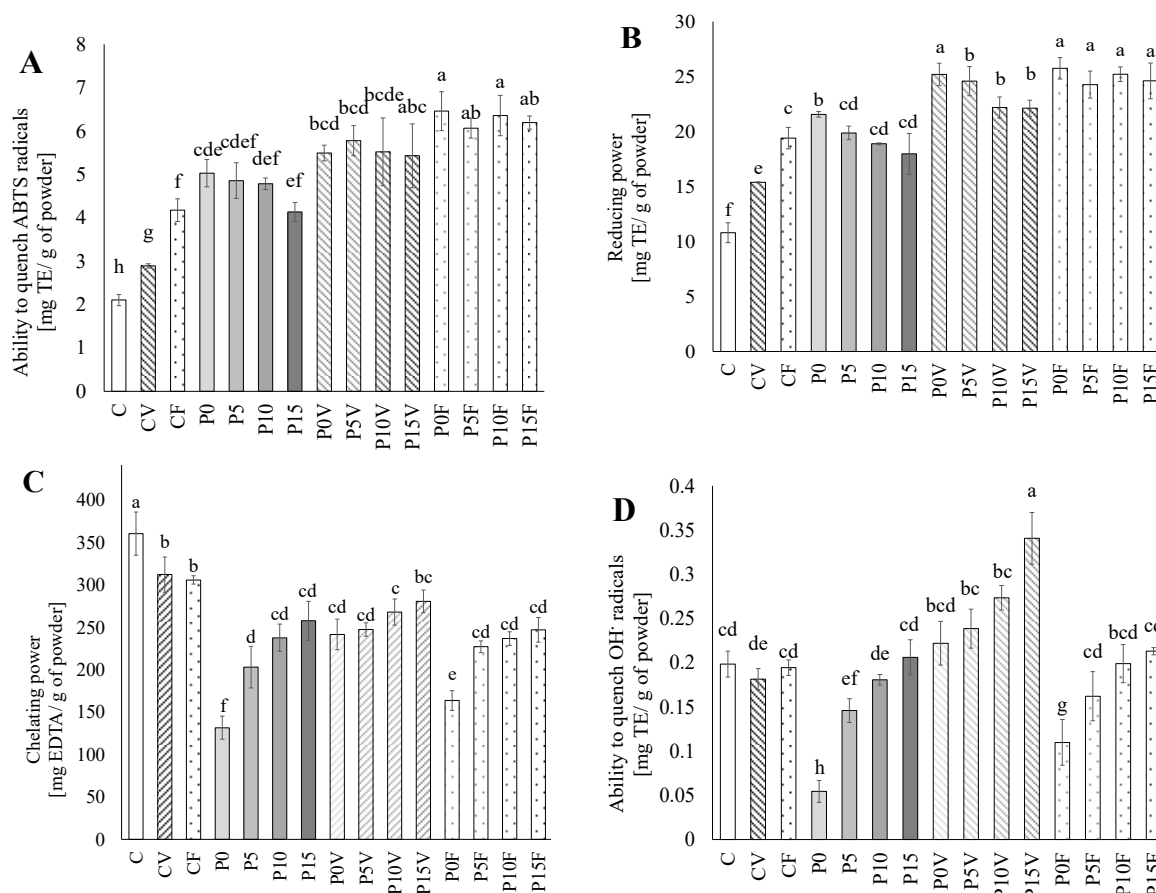 A
Ability to quench ABTS radicals
[mg TE/ g of powder]
8
7
6
5
4
3
2
1
0
h
g
f
cde
cdef
def
ef
bcd
bcd
bcde
abc
a
ab
a
ab
C
CV
CF
P0
P5
P10
P15
P0V
P5V
P10V
P15V
P0F
P5F
P10F
P15F
B
Reducing power
[mg TE/ g of powder]
30
25
20
15
10
5
0
f
e
c
b
cd
cd
cd
a
a
b
b
a
a
a
a
C
CV
CF
P0
P5
P10
P15
P0V
P5V
P10V
P15V
P0F
P5F
P10F
P15F
C
Chelating power
[mg EDTA/ g of powder]
400
350
300
250
200
150
100
50
0
a
b
b
f
d
cd
cd
cd
cd
c
bc
e
cd
cd
cd
C
CV
CF
P0
P5
P10
P15
P0V
P5V
P10V
P15V
P0F
P5F
P10F
P15F
D
Ability to quench OH· radicals
[mg TE/ g of powder]
0.4
0.35
0.3
0.25
0.2
0.15
0.1
0.05
0
cd
de
cd
h
ef
de
cd
bcd
bc
bc
a
g
cd
bcd
cd
C
CV
CF
P0
P5
P10
P15
P0V
P5V
P10V
P15V
P0F
P5F
P10F
P15F